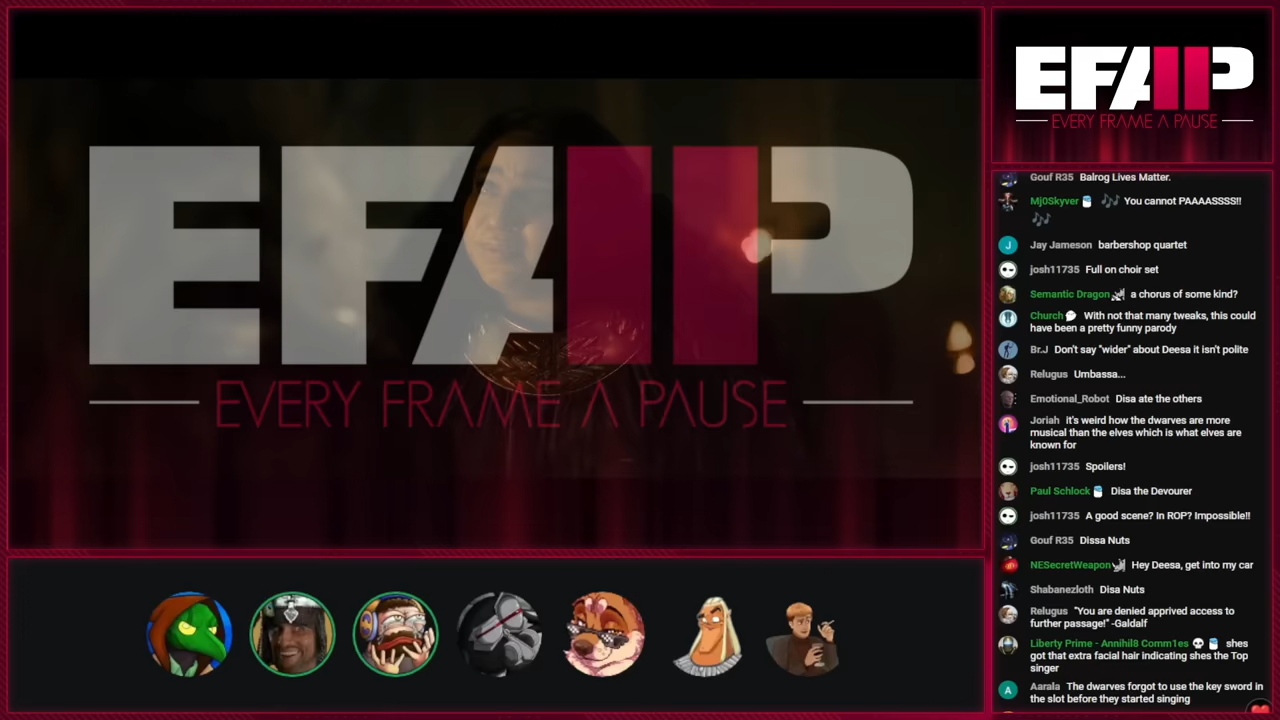 EFAP
EVERY FRAME A PAUSE
EFAP
EVERY FRAME A PAUSE
Gouf R35 Balrog Lives Matter.
Mj0Skyver 🎶 You cannot PAAAASSSS!!
🎶
Jay Jameson barbershop quartet
josh11735 Full on choir set
Semantic Dragon a chorus of some kind?
Church With not that many tweaks, this could
have been a pretty funny parody
Br.J Don't say "wider" about Deesa it isn't polite
Relugus Umbassa...
Emotional_Robot Disa ate the others
Joriah it's weird how the dwarves are more
musical than the elves which is what elves are
known for
josh11735 Spoilers!
Paul Schlock Disa the Devourer
josh11735 A good scene? In ROP? Impossible!!
Gouf R35 Dissa Nuts
NESecretWeapon Hey Deesa, get into my car
Shabanezloth Disa Nuts
Relugus "You are denied apprived access to
further passage!" -Galdalf
Liberty Prime - Annihil8 Comm1es 💀 shes
got that extra facial hair indicating shes the Top
singer
Aarala The dwarves forgot to use the key sword in
the slot before they started singing
J
A